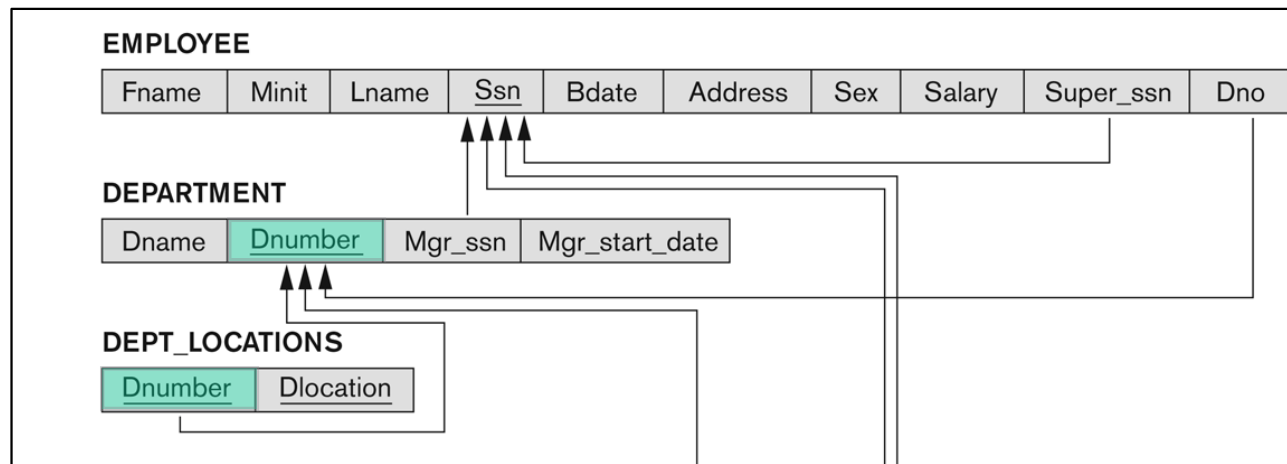 EMPLOYEE
Fname Minit Lname Ssn Bdate Address Sex Salary Super_ssn Dno
DEPARTMENT
Dname Dnumber Mgr_ssn Mgr_start_date
DEPT_LOCATIONS
Dnumber Dlocation